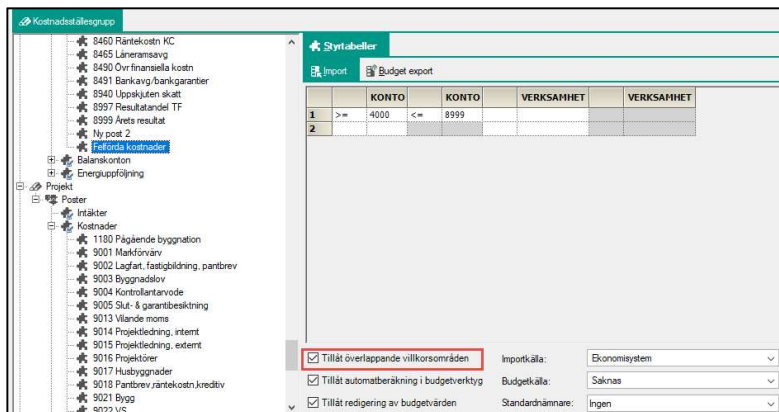 Kostnadsställesgrupp
8460 Räntekostn KC
8465 Låneramsavg
8490 Övr finansiella kostn
8491 Bankavg/bankgarantier
8940 Uppskjuten skatt
8997 Resultatandel TF
8999 Årets resultat
Ny post 2
Felförda kostnader
Balanskonton
Energiuppföljning
Projekt
Poster
Intäkter
Kostnader
1180 Pågående byggnation
9001 Markförvärv
9002 Lagfart, fastigbildning, pantbrev
9003 Byggnadslov
9004 Kontrollantarvode
9005 Slut- & garantibesiktning
9013 Vilande moms
9014 Projektledning, internt
9015 Projektledning, externt
9016 Projektörer
9017 Husbyggnader
9018 Pantbrev,räntekostn,kreditiv
9021 Bygg
9022 VS
Styrtabeller
Import Budget export
KONTO KONTO VERKSAMHET VERKSAMHET
1 >= 4000 <= 8999
2
Tillåt överlappande villkorsområden Importkälla: Ekonomisystem
Tillåt automatberäkning i budgetverktyg Budgetkälla: Saknas
Tillåt redigering av budgetvärden Standardnämnare: Ingen